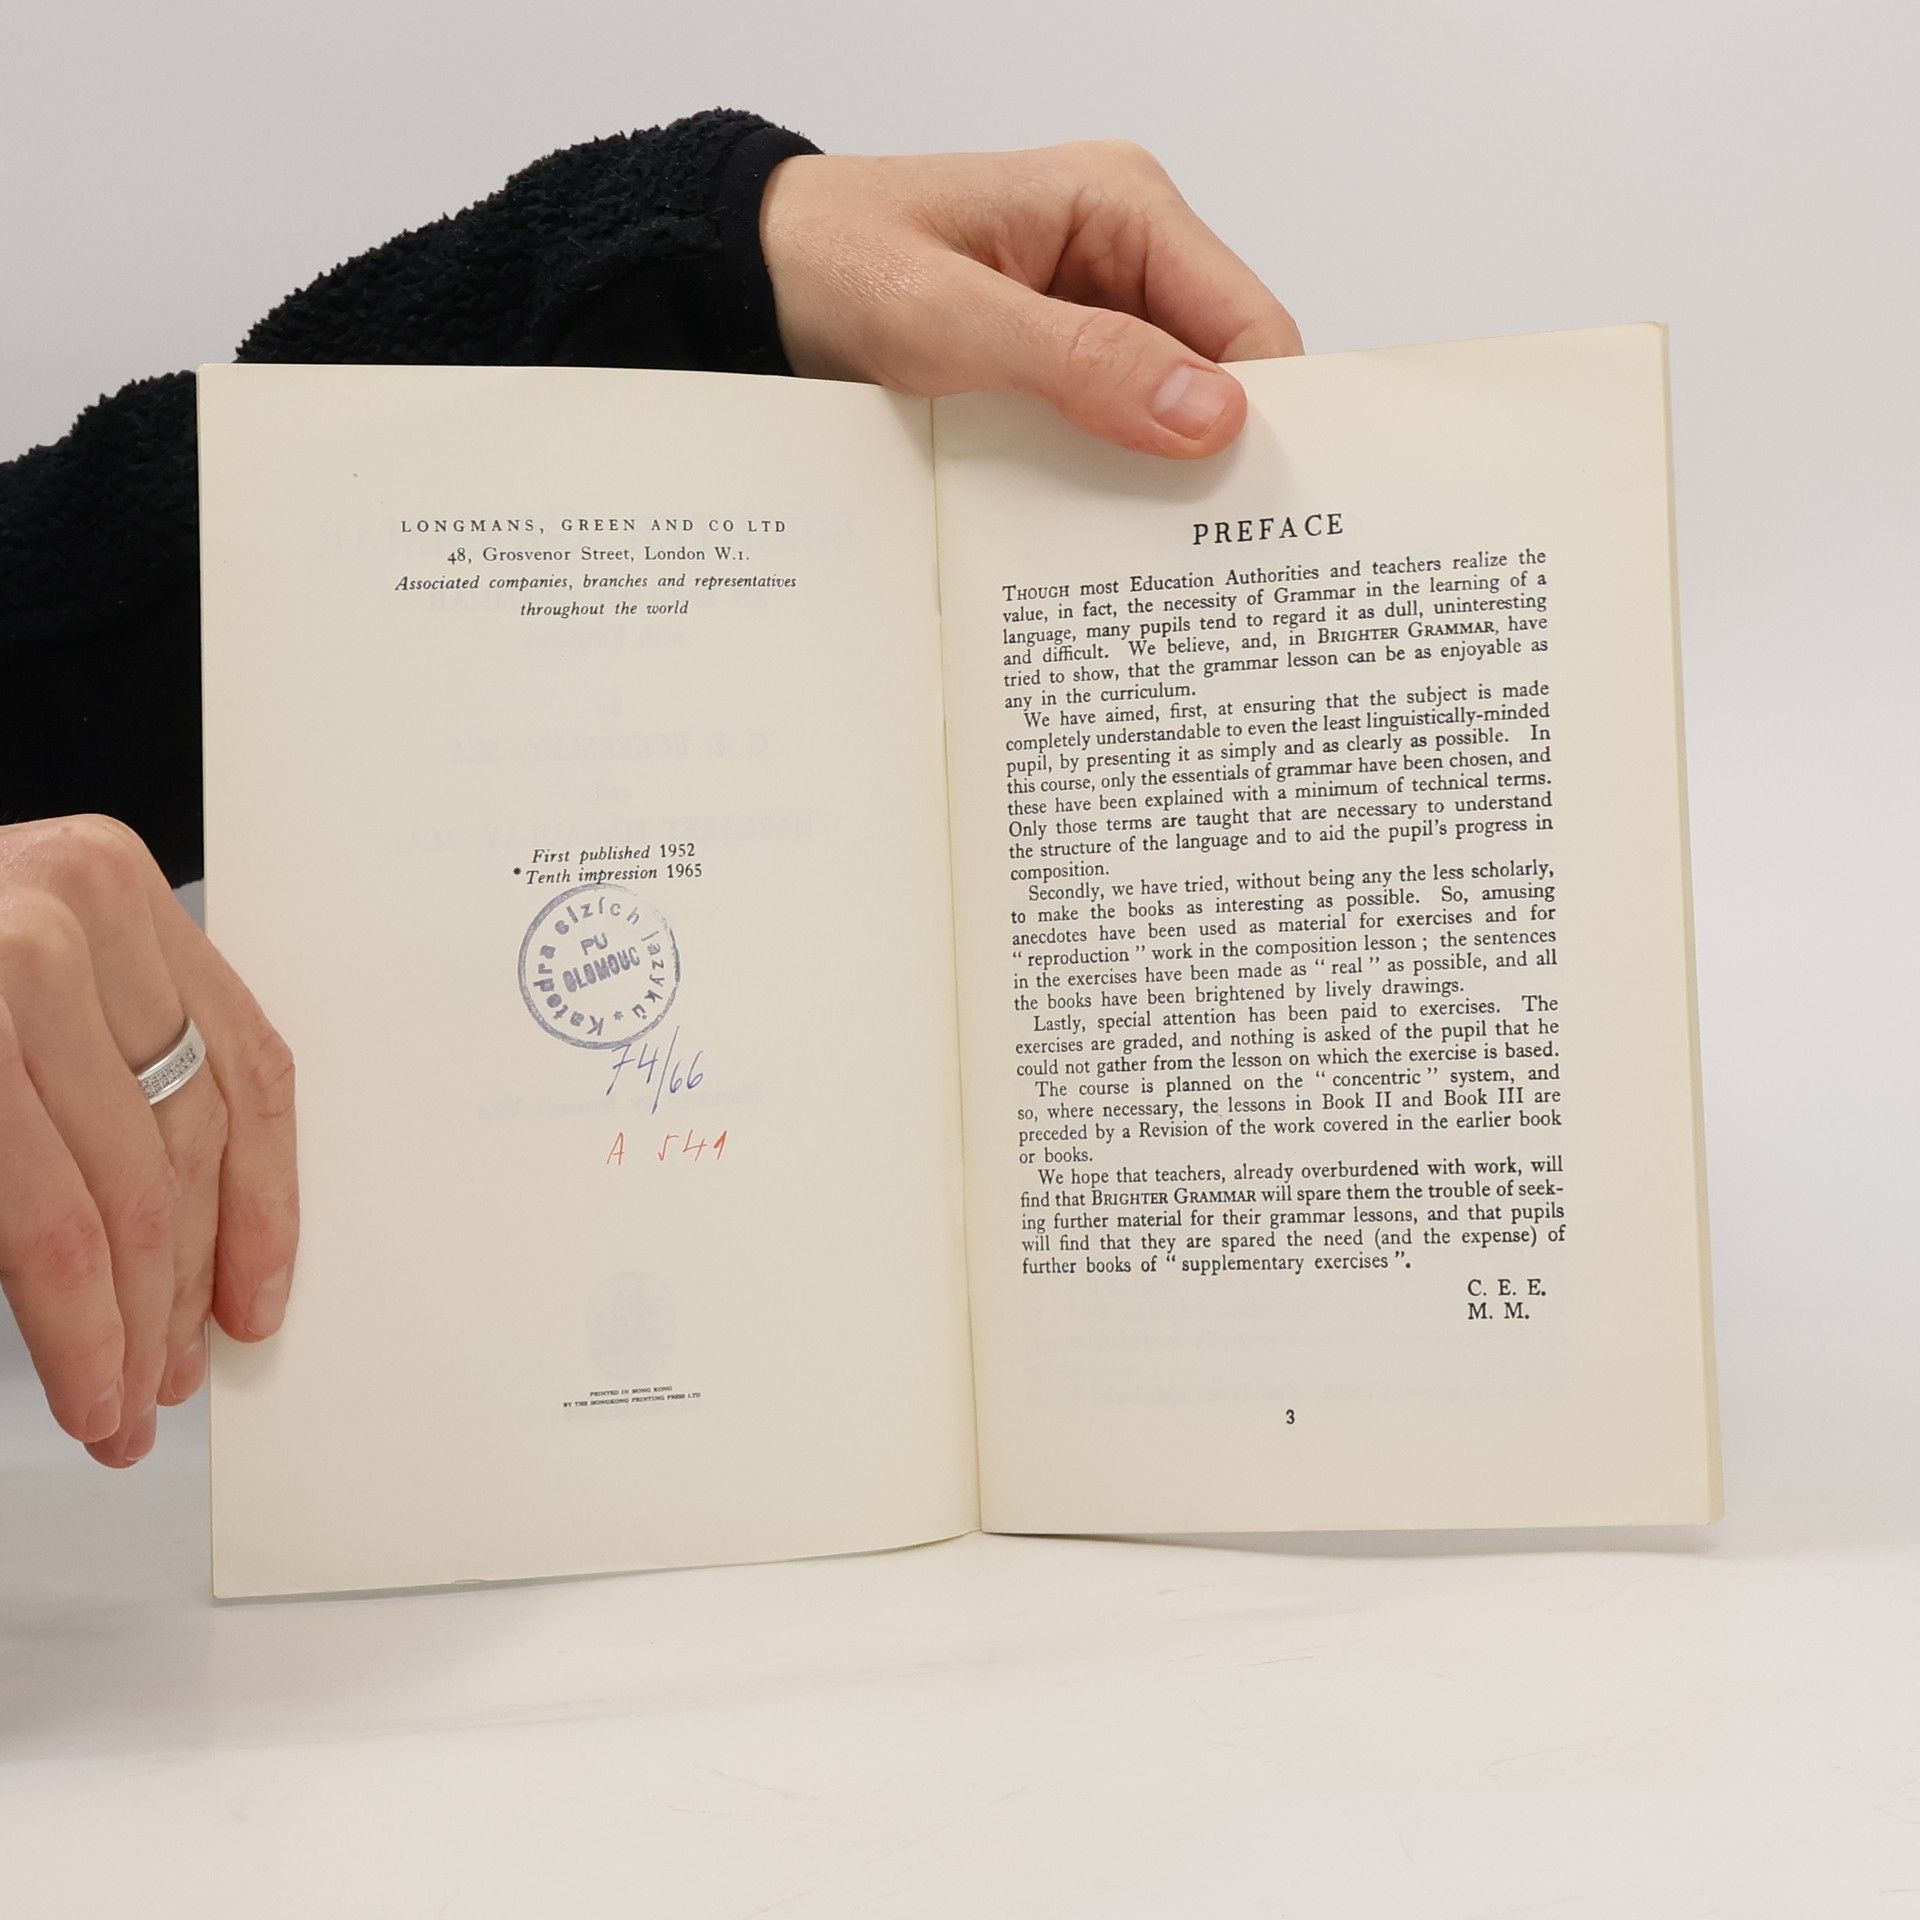 LONGMANS, GREEN AND CO LTD
48, Grosvenor Street, London W.1.
Associated companies, branches and representatives
throughout the world
First published 1952
* Tenth impression 1965
Katedra cizích jazyků *
PU
OLOMOUC
74/66
A 541
PRINTED IN HONG KONG
BY THE HONGKONG PRINTING PRESS LTD
PREFACE
THOUGH most Education Authorities and teachers realize the
value, in fact, the necessity of Grammar in the learning of a
language, many pupils tend to regard it as dull, uninteresting
and difficult. We believe, and, in BRIGHTER GRAMMAR, have
tried to show, that the grammar lesson can be as enjoyable as
any in the curriculum.
We have aimed, first, at ensuring that the subject is made
completely understandable to even the least linguistically-minded
pupil, by presenting it as simply and as clearly as possible. In
this course, only the essentials of grammar have been chosen, and
these have been explained with a minimum of technical terms.
Only those terms are taught that are necessary to understand
the structure of the language and to aid the pupil's progress in
composition.
Secondly, we have tried, without being any the less scholarly,
to make the books as interesting as possible. So, amusing
anecdotes have been used as material for exercises and for
“ reproduction ” work in the composition lesson ; the sentences
in the exercises have been made as “ real ” as possible, and all
the books have been brightened by lively drawings.
Lastly, special attention has been paid to exercises. The
exercises are graded, and nothing is asked of the pupil that he
could not gather from the lesson on which the exercise is based.
The course is planned on the “ concentric ” system, and
so, where necessary, the lessons in Book II and Book III are
preceded by a Revision of the work covered in the earlier book
or books.
We hope that teachers, already overburdened with work, will
find that BRIGHTER GRAMMAR will spare them the trouble of seek-
ing further material for their grammar lessons, and that pupils
will find that they are spared the need (and the expense) of
further books of “ supplementary exercises ”.
C. E. E.
M. M.
3